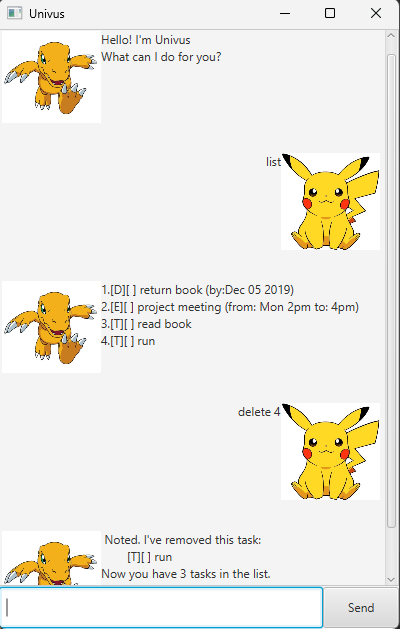 Univus
Hello! I'm Univus
What can I do for you?
list
1.[D][ ] return book (by:Dec 05 2019)
2.[E][ ] project meeting (from: Mon 2pm to: 4pm)
3.[T][ ] read book
4.[T][ ] run
delete 4
Noted. I've removed this task:
[T][ ] run
Now you have 3 tasks in the list.
Send